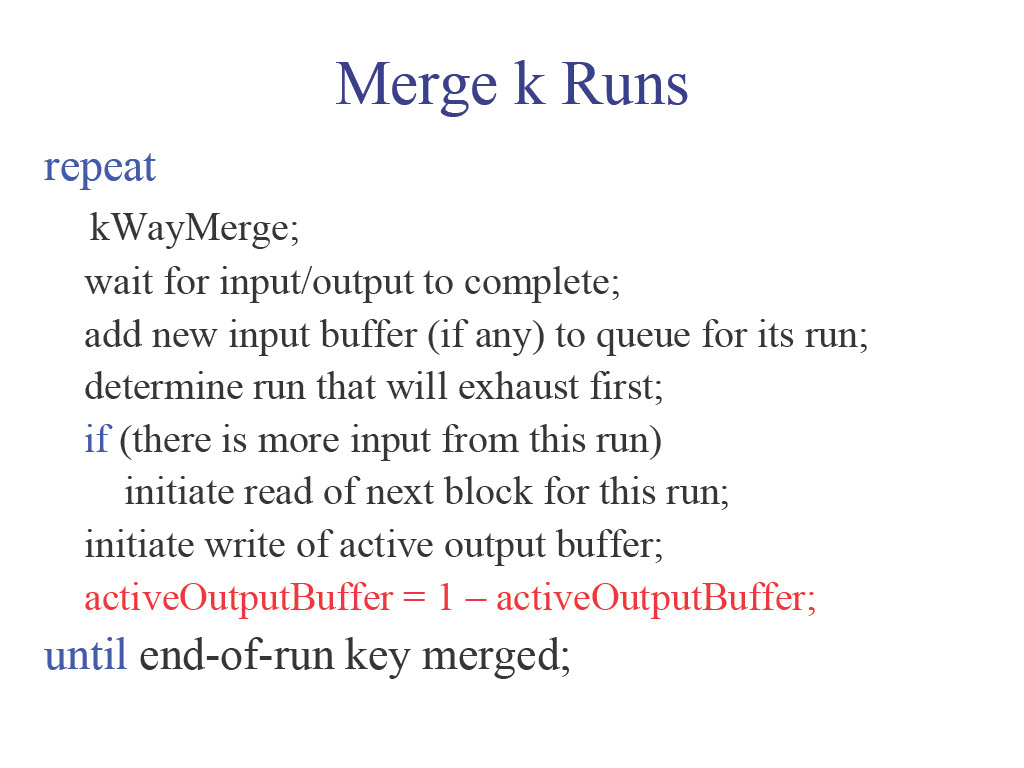 Merge k Runs
repeat
kWayMerge;
wait for input/output to complete;
add new input buffer (if any) to queue for its run;
determine run that will exhaust first;
if (there is more input from this run)
initiate read of next block for this run;
initiate write of active output buffer;
activeOutputBuffer = 1 – activeOutputBuffer;
until end-of-run key merged;